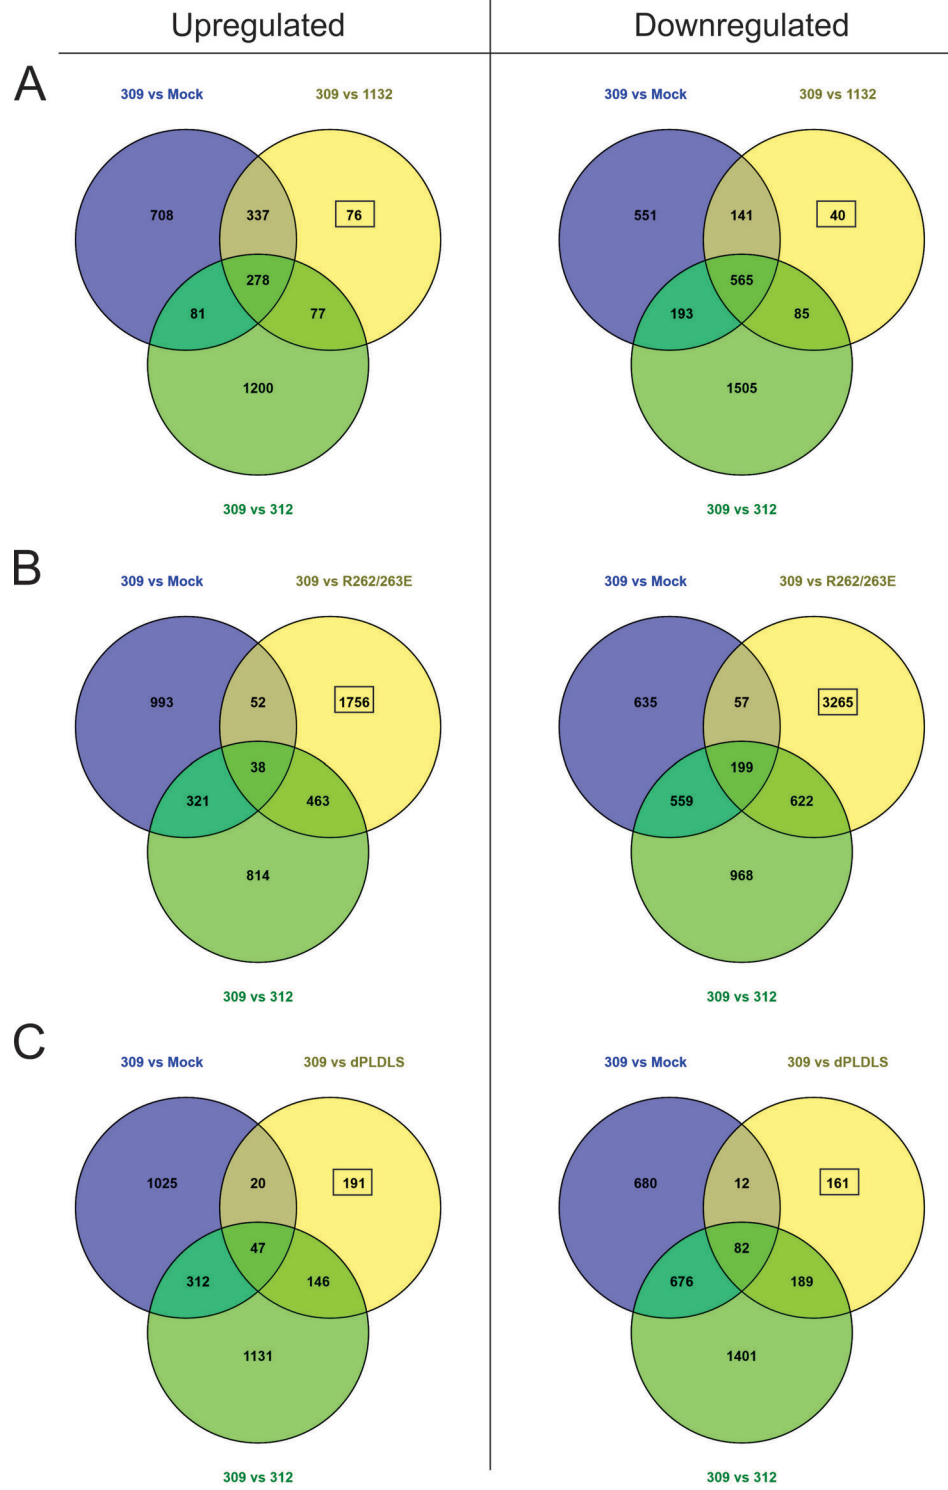 Upregulated Downregulated
A
309 vs Mock 309 vs 1132 309 vs Mock 309 vs 1132
708 337 76 551 141 40
278 565
81 77 193 85
1200 1505
309 vs 312 309 vs 312
B
309 vs Mock 309 vs R262/263E 309 vs Mock 309 vs R262/263E
993 52 1756 635 57 3265
38 199
321 463 559 622
814 968
309 vs 312 309 vs 312
C
309 vs Mock 309 vs dPLDLS 309 vs Mock 309 vs dPLDLS
1025 20 191 680 12 161
47 82
312 146 676 189
1131 1401
309 vs 312 309 vs 312